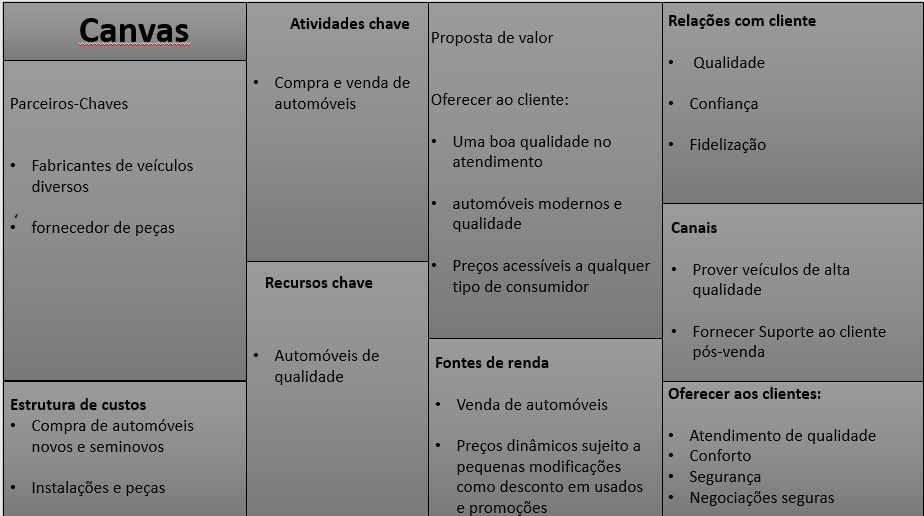 Canvas
Parceiros-Chaves
• Fabricantes de veículos
diversos
‘
• fornecedor de peças
Estrutura de custos
• Compra de automóveis
novos e seminovos
• Instalações e peças
Atividades chave
• Compra e venda de
automóveis
Recursos chave
• Automóveis de
qualidade
Proposta de valor
Oferecer ao cliente:
• Uma boa qualidade no
atendimento
• automóveis modernos e
qualidade
• Preços acessíveis a qualquer
tipo de consumidor
Fontes de renda
• Venda de automóveis
• Preços dinâmicos sujeito a
pequenas modificações
como desconto em usados
e promoções
Relações com cliente
• Qualidade
• Confiança
• Fidelização
Canais
• Prover veículos de alta
qualidade
• Fornecer Suporte ao cliente
pós-venda
Oferecer aos clientes:
• Atendimento de qualidade
• Conforto
• Segurança
• Negociações seguras